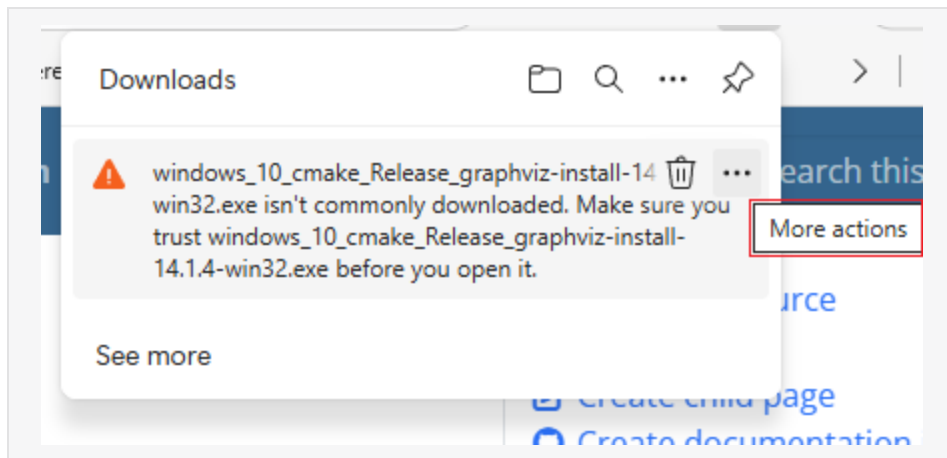 Downloads
windows_10_cmake_Release_graphviz-install-14
win32.exe isn't commonly downloaded. Make sure you
trust windows_10_cmake_Release_graphviz-install-
14.1.4-win32.exe before you open it.
See more
earch this
More actions
urce
Create child page
Create documentation